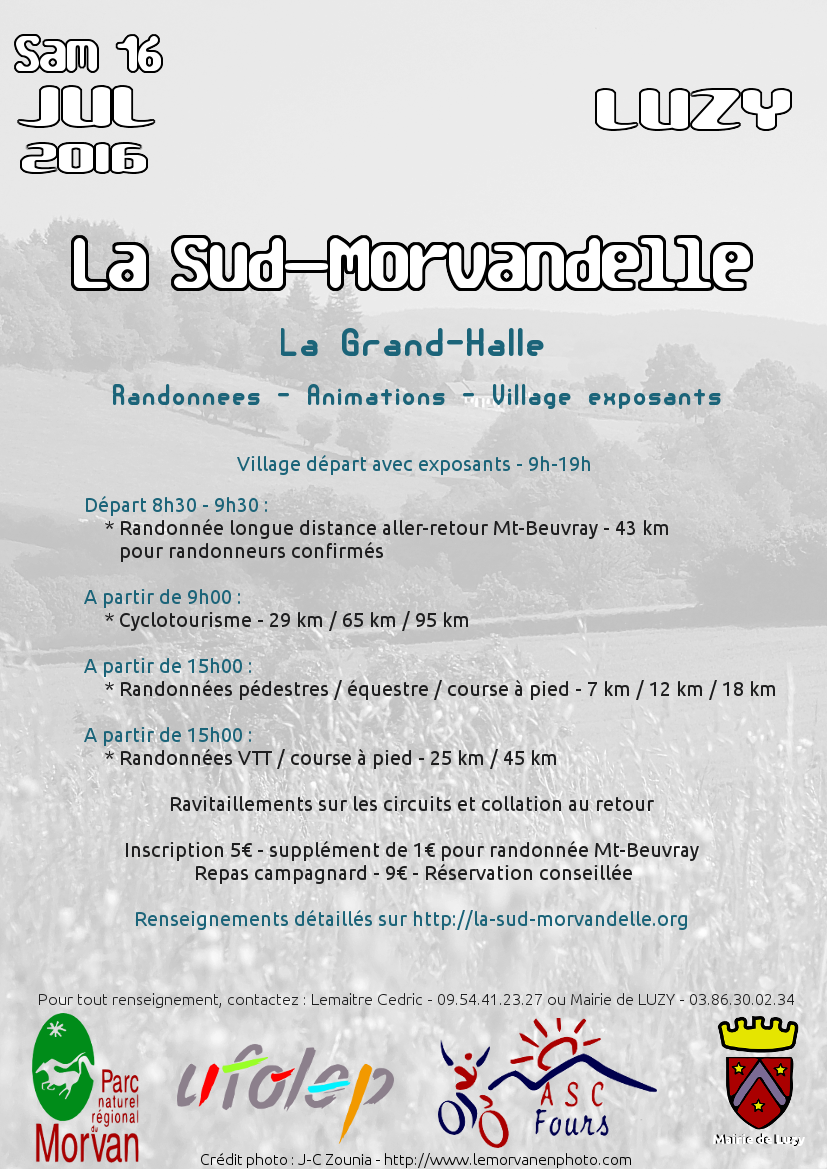 Sam 16
JUL
2016
LUZY
La Sud-Morvandelle
La Grand-Halle
Randonnees - Animations - Village exposants
Village départ avec exposants - 9h-19h
Départ 8h30 - 9h30 :
* Randonnée longue distance aller-retour Mt-Beuvray - 43 km
pour randonneurs confirmés
A partir de 9h00 :
* Cyclotourisme - 29 km / 65 km / 95 km
A partir de 15h00 :
* Randonnées pédestres / équestre / course à pied - 7 km / 12 km / 18 km
A partir de 15h00 :
* Randonnées VTT / course à pied - 25 km / 45 km
Ravitaillements sur les circuits et collation au retour
Inscription 5€ - supplément de 1€ pour randonnée Mt-Beuvray
Repas campagnard - 9€ - Réservation conseillée
Renseignements détaillés sur http://la-sud-morvandelle.org
Pour tout renseignement, contactez : Lemaitre Cedric - 09.54.41.23.27 ou Mairie de LUZY - 03.86.30.02.34
Parc
naturel
régional
du
Morvan
ufolep
ASC
Fours
Mairie de Luzy
Crédit photo : J-C Zounia - http://www.lemorvanenphoto.com